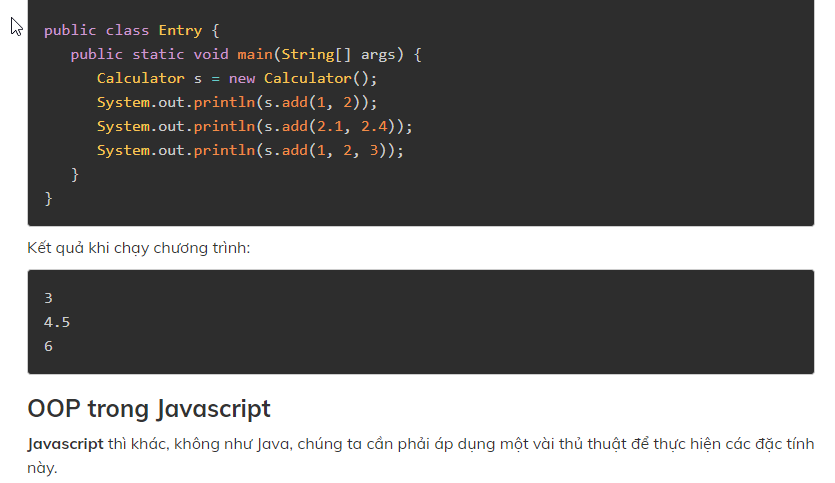 public class Entry {
public static void main(String[] args) {
Calculator s = new Calculator();
System.out.println(s.add(1, 2));
System.out.println(s.add(2.1, 2.4));
System.out.println(s.add(1, 2, 3));
}
}
Kết quả khi chạy chương trình:
3
4.5
6
OOP trong Javascript
Javascript thì khác, không như Java, chúng ta cần phải áp dụng một vài thủ thuật để thực hiện các đặc tính
này.